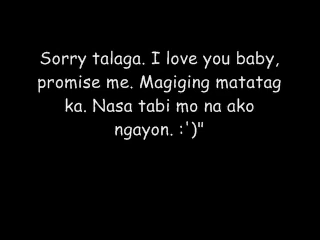 Sorry talaga. I love you baby,
promise me. Magiging matatag
ka. Nasa tabi mo na ako
ngayon. :')"